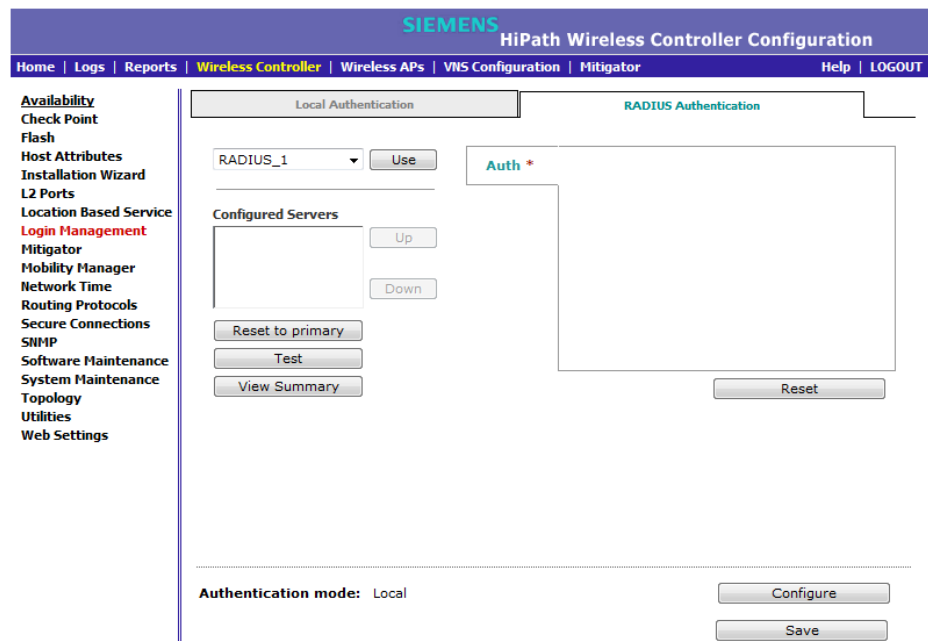 SIEMENS
HiPath Wireless Controller Configuration
Home | Logs | Reports | Wireless Controller | Wireless APs | VNS Configuration | Mitigator Help | LOGOUT
Availability
Check Point
Flash
Host Attributes
Installation Wizard
L2 Ports
Location Based Service
Login Management
Mitigator
Mobility Manager
Network Time
Routing Protocols
Secure Connections
SNMP
Software Maintenance
System Maintenance
Topology
Utilities
Web Settings
Local Authentication
RADIUS Authentication
RADIUS_1
Use
Auth *
Configured Servers
Up
Down
Reset to primary
Test
View Summary
Reset
Authentication mode: Local
Configure
Save